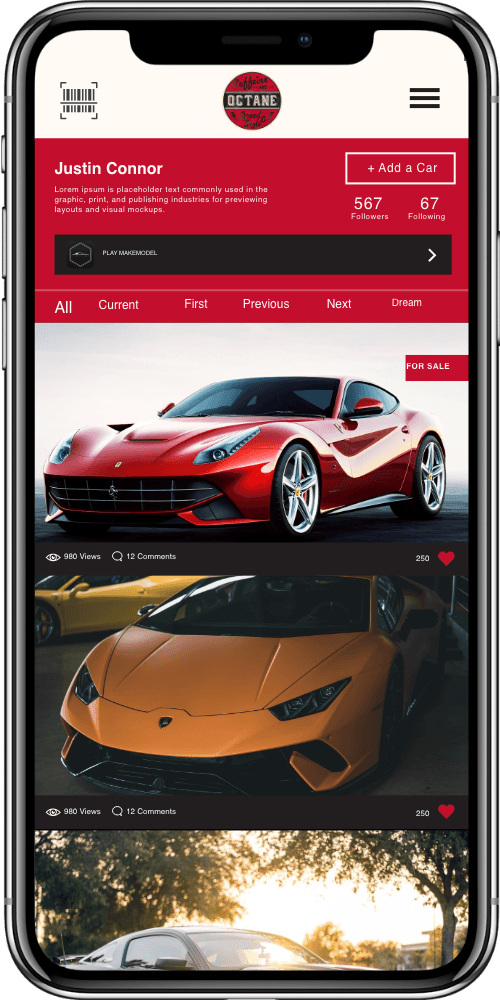 Caffeine
AND
OCTANE
Justin Connor
+ Add a Car
Lorem ipsum is placeholder text commonly used in the
graphic, print, and publishing industries for previewing
layouts and visual mockups.
567
67
Followers
Following
PLAY MAKEMODEL
All
Current
First
Previous
Next
Dream
FOR SALE
980 Views
12 Comments
250
980 Views
12 Comments
250